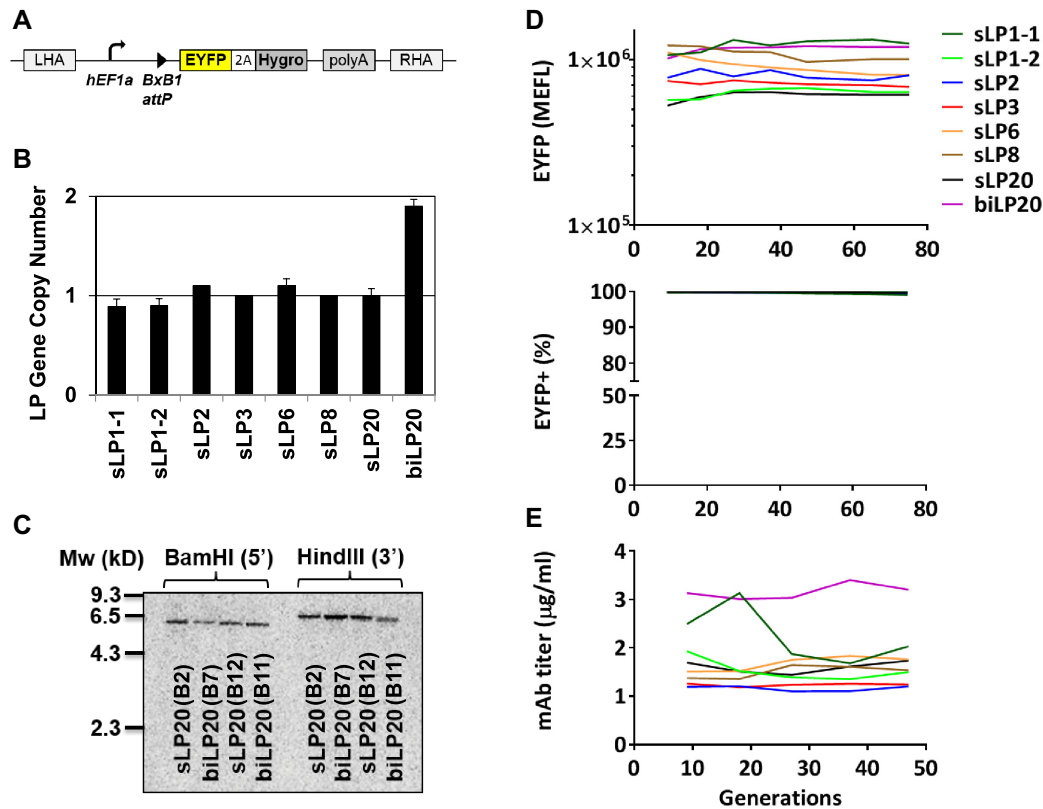 A
LHA
hEF1a
BxB1
attP
EYFP
2A
Hygro
polyA
RHA
B
LP Gene Copy Number
2
1
0
sLP1-1
sLP1-2
sLP2
sLP3
sLP6
sLP8
sLP20
biLP20
C
Mw (kD)
BamHI (5’)
HindIII (3’)
9.3
6.5
4.3
2.3
sLP20 (B2)
biLP20 (B7)
sLP20 (B12)
biLP20 (B11)
sLP20 (B2)
biLP20 (B7)
sLP20 (B12)
biLP20 (B11)
D
EYFP (MEFL)
1×10⁶
1×10⁵
0 20 40 60 80
sLP1-1
sLP1-2
sLP2
sLP3
sLP6
sLP8
sLP20
biLP20
EYFP+ (%)
100
90
80
50
25
0
0 20 40 60 80
E
mAb titer (µg/ml)
4
3
2
1
0
0 10 20 30 40 50
Generations